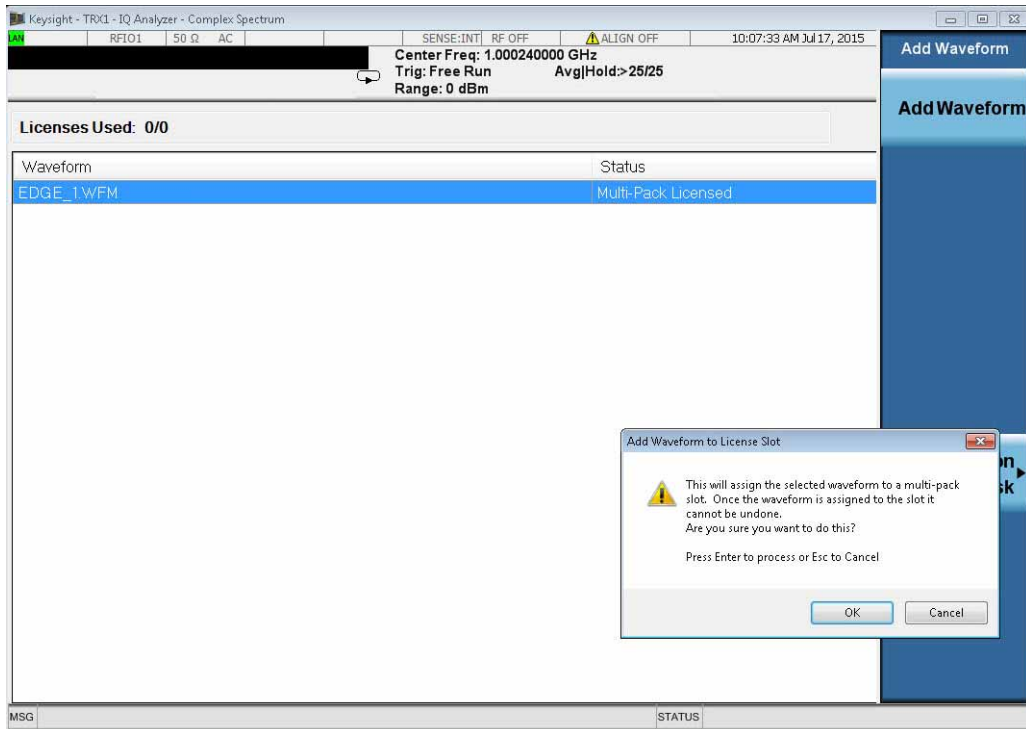 Keysight - TRX1 - IQ Analyzer - Complex Spectrum
LAN RFIO1 50 Ω AC SENSE:INT RF OFF ALIGN OFF 10:07:33 AM Jul 17, 2015
Center Freq: 1.000240000 GHz
Trig: Free Run Avg|Hold:>25/25
Range: 0 dBm
Add Waveform
Add Waveform
Licenses Used: 0/0
Waveform Status
EDGE_1.WFM Multi-Pack Licensed
Add Waveform to License Slot
This will assign the selected waveform to a multi-pack
slot. Once the waveform is assigned to the slot it
cannot be undone.
Are you sure you want to do this?
Press Enter to process or Esc to Cancel
OK Cancel
MSG STATUS